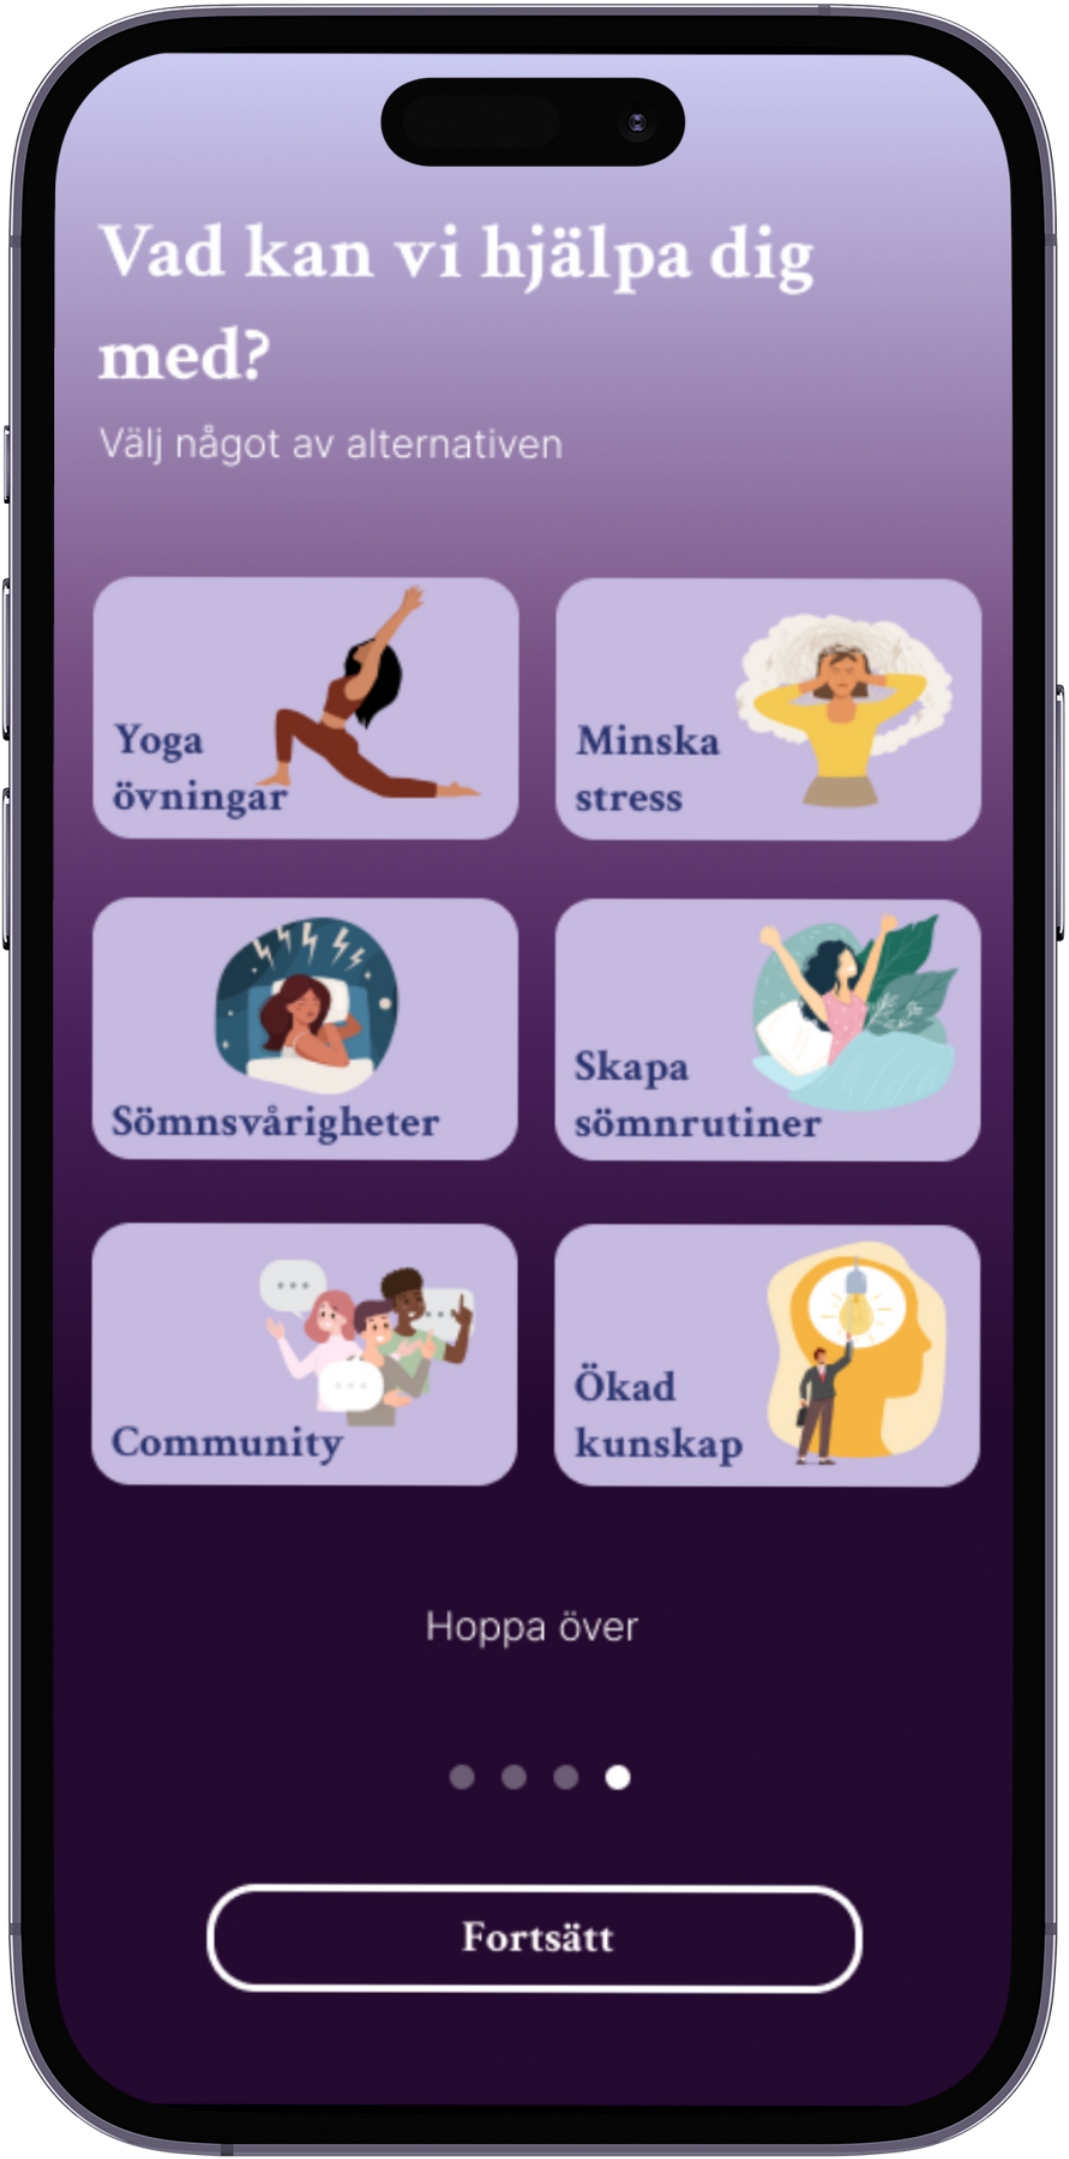 Vad kan vi hjälpa dig
med?
Välj något av alternativen
Yoga
övningar
Minska
stress
Sömnsvårigheter
Skapa
sömnrutiner
Community
Ökad
kunskap
Hoppa över
Fortsätt